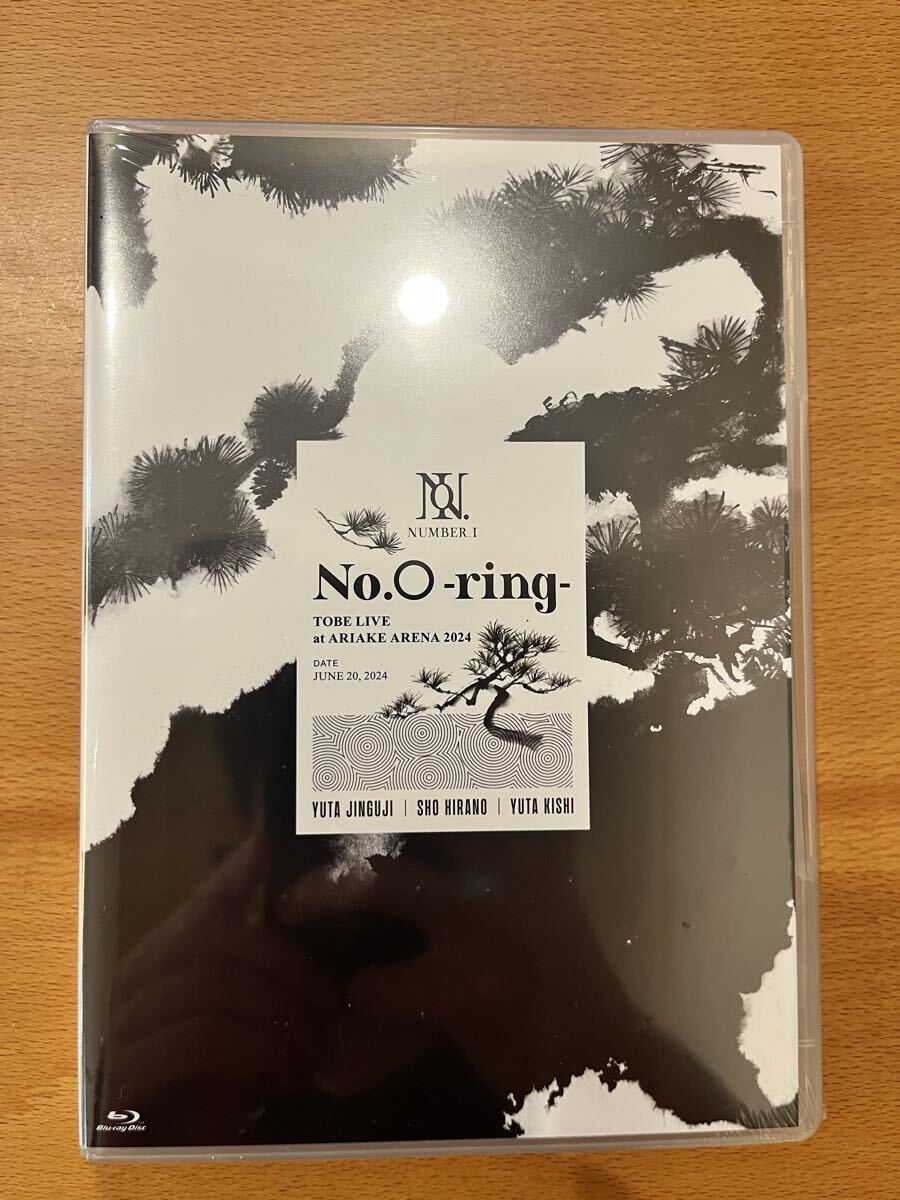 NO.
NUMBER_I
No.O -ring-
TOBE LIVE
at ARIAKE ARENA 2024
DATE
JUNE 20, 2024
YUTA JINGUJI | SHO HIRANO | YUTA KISHI
Blu-ray Disc